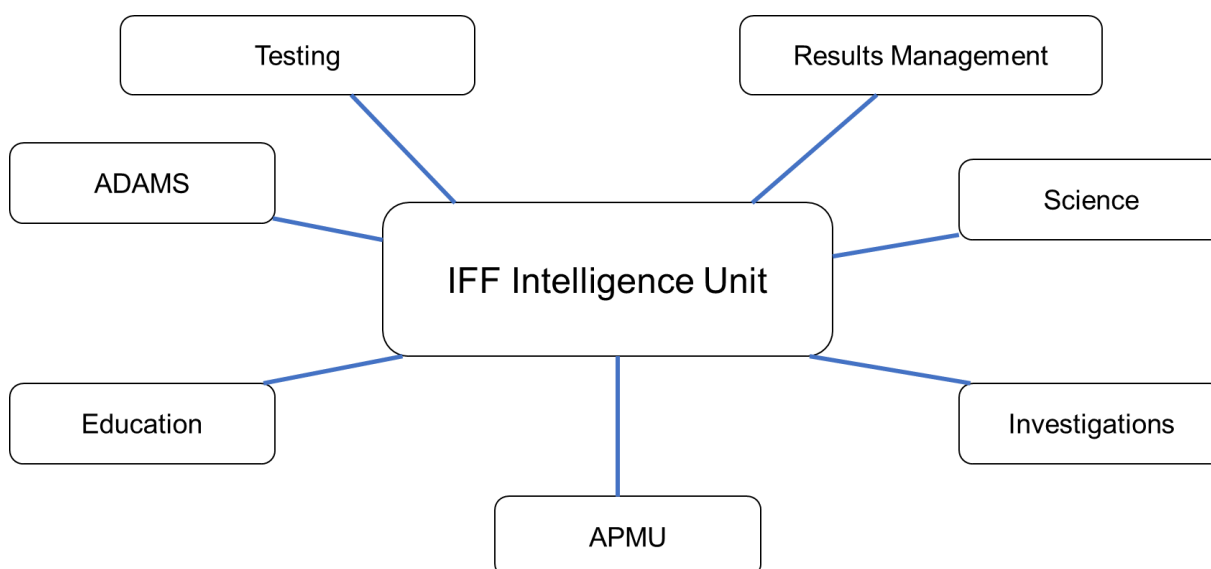 Testing
Results Management
ADAMS
Science
IFF Intelligence Unit
Education
Investigations
APMU